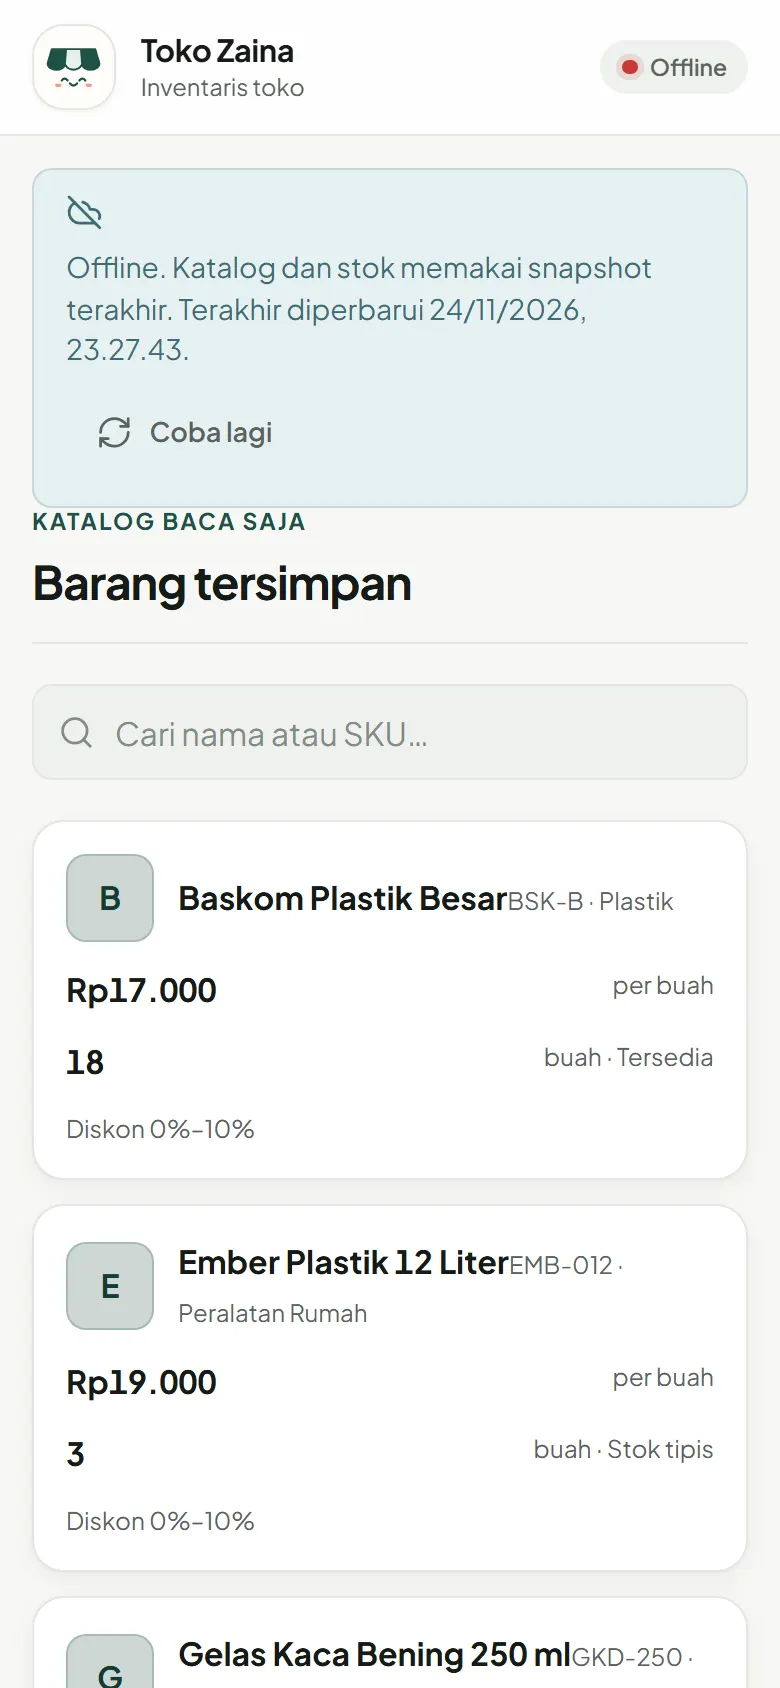 Toko Zaina
Inventaris toko
Offline
Offline. Katalog dan stok memakai snapshot
terakhir. Terakhir diperbarui 24/11/2026,
23.27.43.
Coba lagi
KATALOG BACA SAJA
Barang tersimpan
Cari nama atau SKU...
B
Baskom Plastik Besar BSK-B · Plastik
Rp17.000 per buah
18 buah · Tersedia
Diskon 0%–10%
E
Ember Plastik 12 Liter EMB-012 ·
Peralatan Rumah
Rp19.000 per buah
3 buah · Stok tipis
Diskon 0%–10%
G
Gelas Kaca Bening 250 ml GKD-250 ·